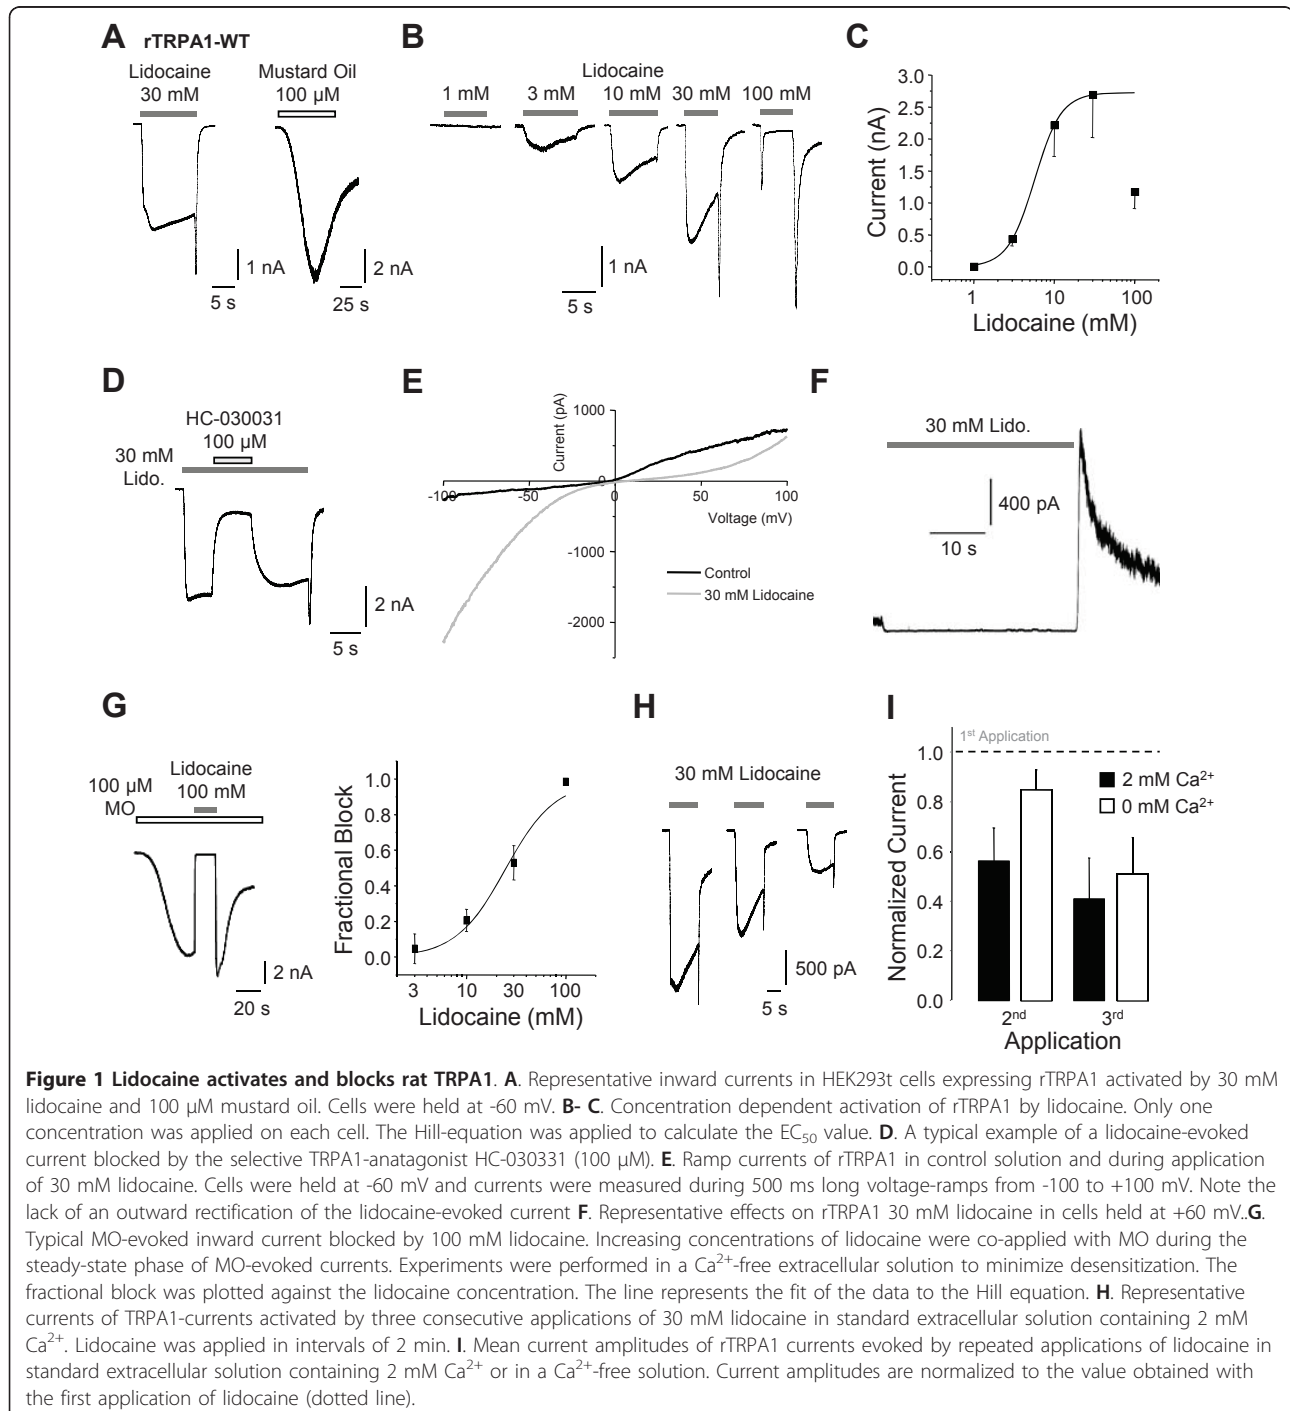 A rTRPA1-WT
Lidocaine
30 mM
Mustard Oil
100 µM
1 nA
5 s
2 nA
25 s
B
Lidocaine
1 mM 3 mM 10 mM 30 mM 100 mM
1 nA
5 s
C
Current (nA)
3.0
2.5
2.0
1.5
1.0
0.5
0.0
1 10 100
Lidocaine (mM)
D
HC-030031
100 µM
30 mM
Lido.
2 nA
5 s
E
Current (pA)
1000
0
-1000
-2000
-100 -50 0 50 100
Voltage (mV)
Control
30 mM Lidocaine
F
30 mM Lido.
400 pA
10 s
G
100 µM
MO
Lidocaine
100 mM
2 nA
20 s
Fractional Block
1.0
0.8
0.6
0.4
0.2
0.0
3 10 30 100
Lidocaine (mM)
H
30 mM Lidocaine
500 pA
5 s
I
Normalized Current
1st Application
1.0
0.8
0.6
0.4
0.2
0.0
2 mM Ca2+
0 mM Ca2+
2nd 3rd
Application
Figure 1 Lidocaine activates and blocks rat TRPA1. A. Representative inward currents in HEK293t cells expressing rTRPA1 activated by 30 mM
lidocaine and 100 µM mustard oil. Cells were held at -60 mV. B- C. Concentration dependent activation of rTRPA1 by lidocaine. Only one
concentration was applied on each cell. The Hill-equation was applied to calculate the EC50 value. D. A typical example of a lidocaine-evoked
current blocked by the selective TRPA1-anatagonist HC-030331 (100 µM). E. Ramp currents of rTRPA1 in control solution and during application
of 30 mM lidocaine. Cells were held at -60 mV and currents were measured during 500 ms long voltage-ramps from -100 to +100 mV. Note the
lack of an outward rectification of the lidocaine-evoked current F. Representative effects on rTRPA1 30 mM lidocaine in cells held at +60 mV..G.
Typical MO-evoked inward current blocked by 100 mM lidocaine. Increasing concentrations of lidocaine were co-applied with MO during the
steady-state phase of MO-evoked currents. Experiments were performed in a Ca2+-free extracellular solution to minimize desensitization. The
fractional block was plotted against the lidocaine concentration. The line represents the fit of the data to the Hill equation. H. Representative
currents of TRPA1-currents activated by three consecutive applications of 30 mM lidocaine in standard extracellular solution containing 2 mM
Ca2+. Lidocaine was applied in intervals of 2 min. I. Mean current amplitudes of rTRPA1 currents evoked by repeated applications of lidocaine in
standard extracellular solution containing 2 mM Ca2+ or in a Ca2+-free solution. Current amplitudes are normalized to the value obtained with
the first application of lidocaine (dotted line).